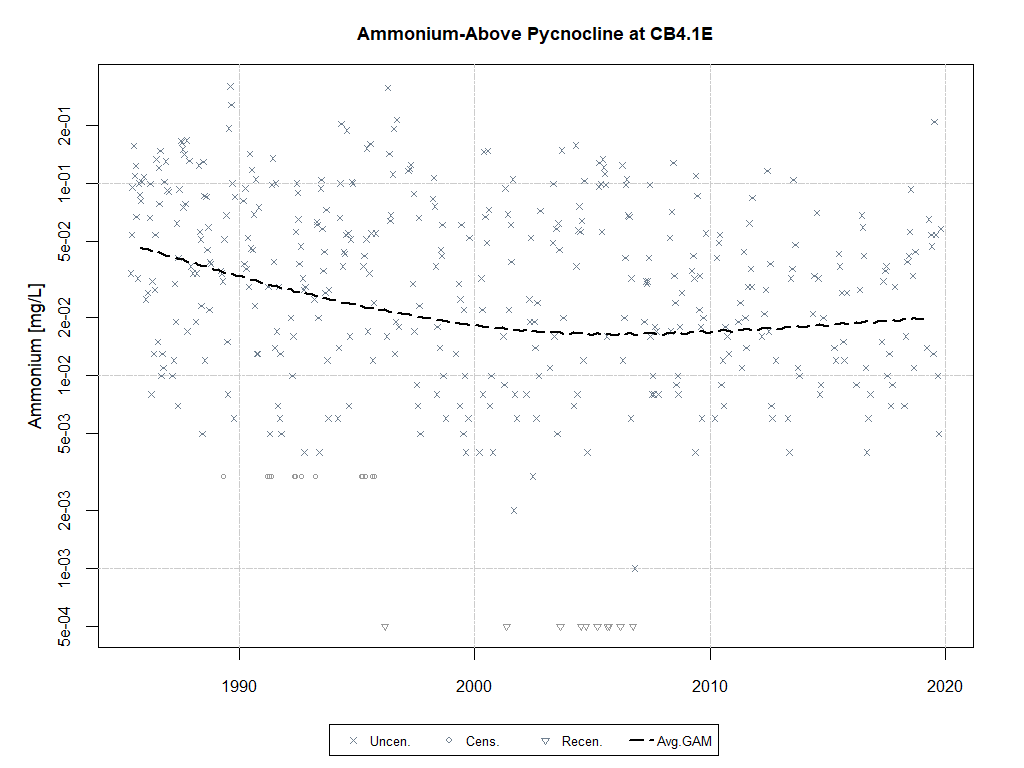 Ammonium-Above Pycnocline at CB4.1E
Ammonium [mg/L]
2e-01
1e-01
5e-02
2e-02
1e-02
5e-03
2e-03
1e-03
5e-04
1990 2000 2010 2020
Uncen. Cens. Recen. Avg.GAM